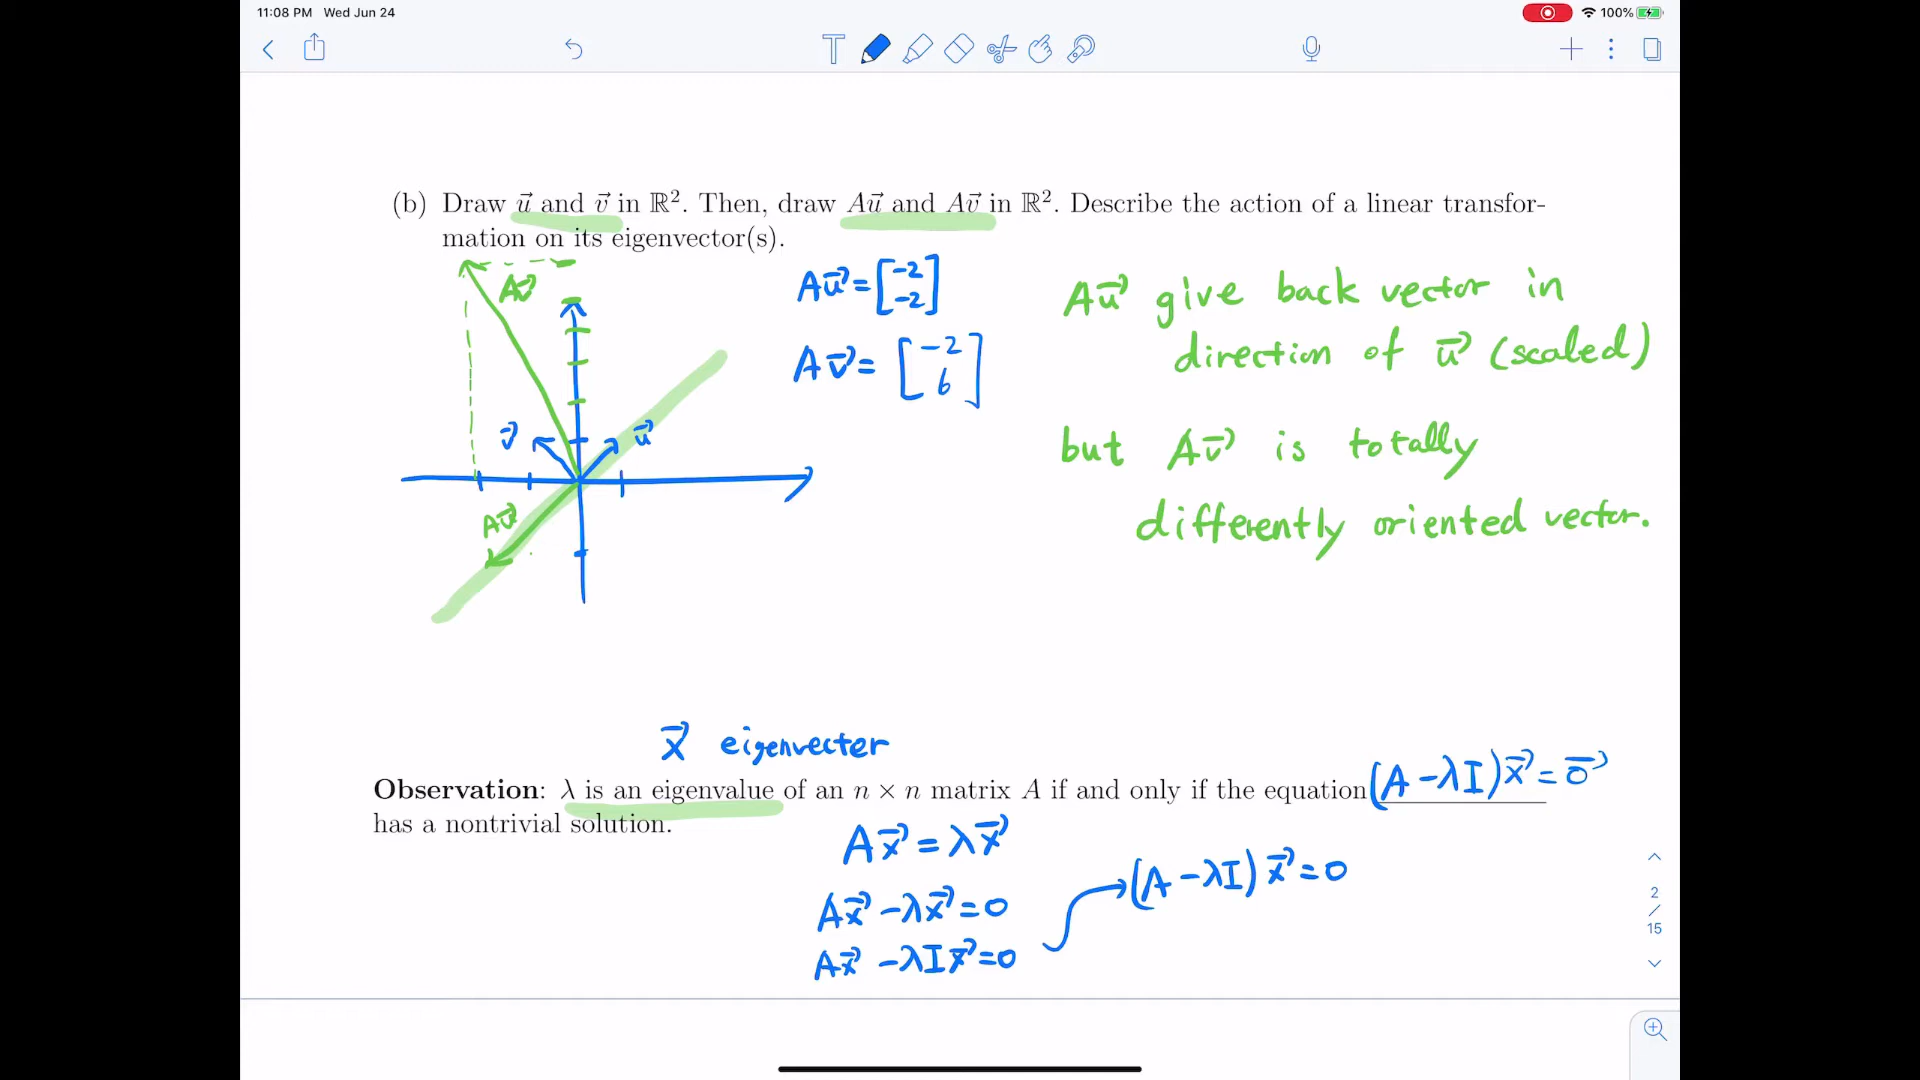 11:08 PM Wed Jun 24
100%
(b) Draw u⃗ and v⃗ in ℝ². Then, draw Au⃗ and Av⃗ in ℝ². Describe the action of a linear transfor-
mation on its eigenvector(s).
Av⃗
v⃗
u⃗
Au⃗
Au⃗ = [-2 -2]
Av⃗ = [-2 6]
Au⃗ give back vector in
direction of u⃗ (scaled)
but Av⃗ is totally
differently oriented vector.
x⃗ eigenvecter
Observation: λ is an eigenvalue of an n × n matrix A if and only if the equation (A - λI)x⃗ = 0⃗
has a nontrivial solution.
Ax⃗ = λx⃗
Ax⃗ - λx⃗ = 0
Ax⃗ - λIx⃗ = 0
(A - λI)x⃗ = 0
2
/
15